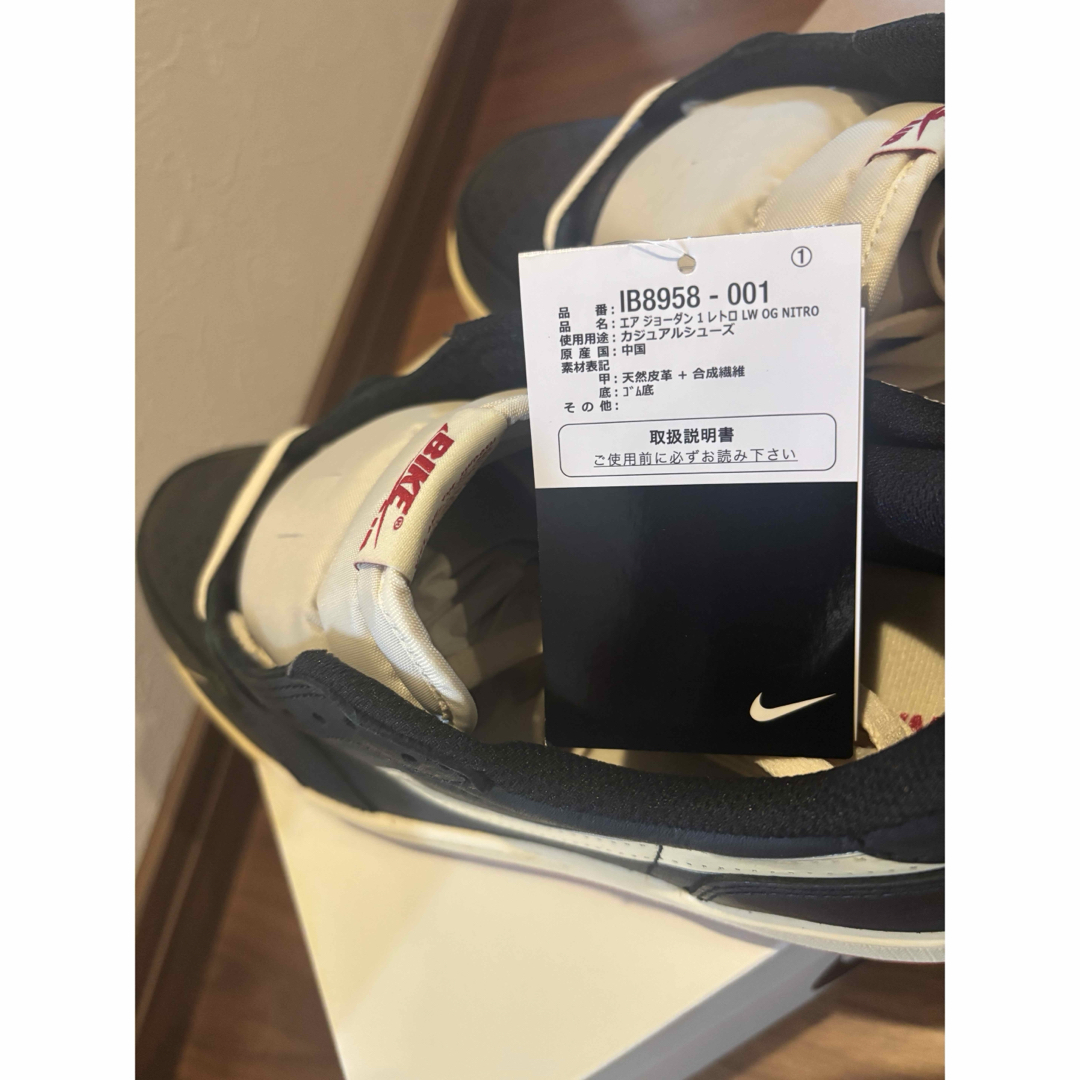 ①
品 番 : IB8958 - 001
品 名 : エア ジョーダン 1 レトロ LW OG NITRO
使用用途 : カジュアルシューズ
原 産 国 : 中国
素材表記
甲 : 天然皮革 + 合成繊維
底 : ｺﾞﾑ底
そ の 他 :
取扱説明書
ご使用前に必ずお読み下さい
BIKE®